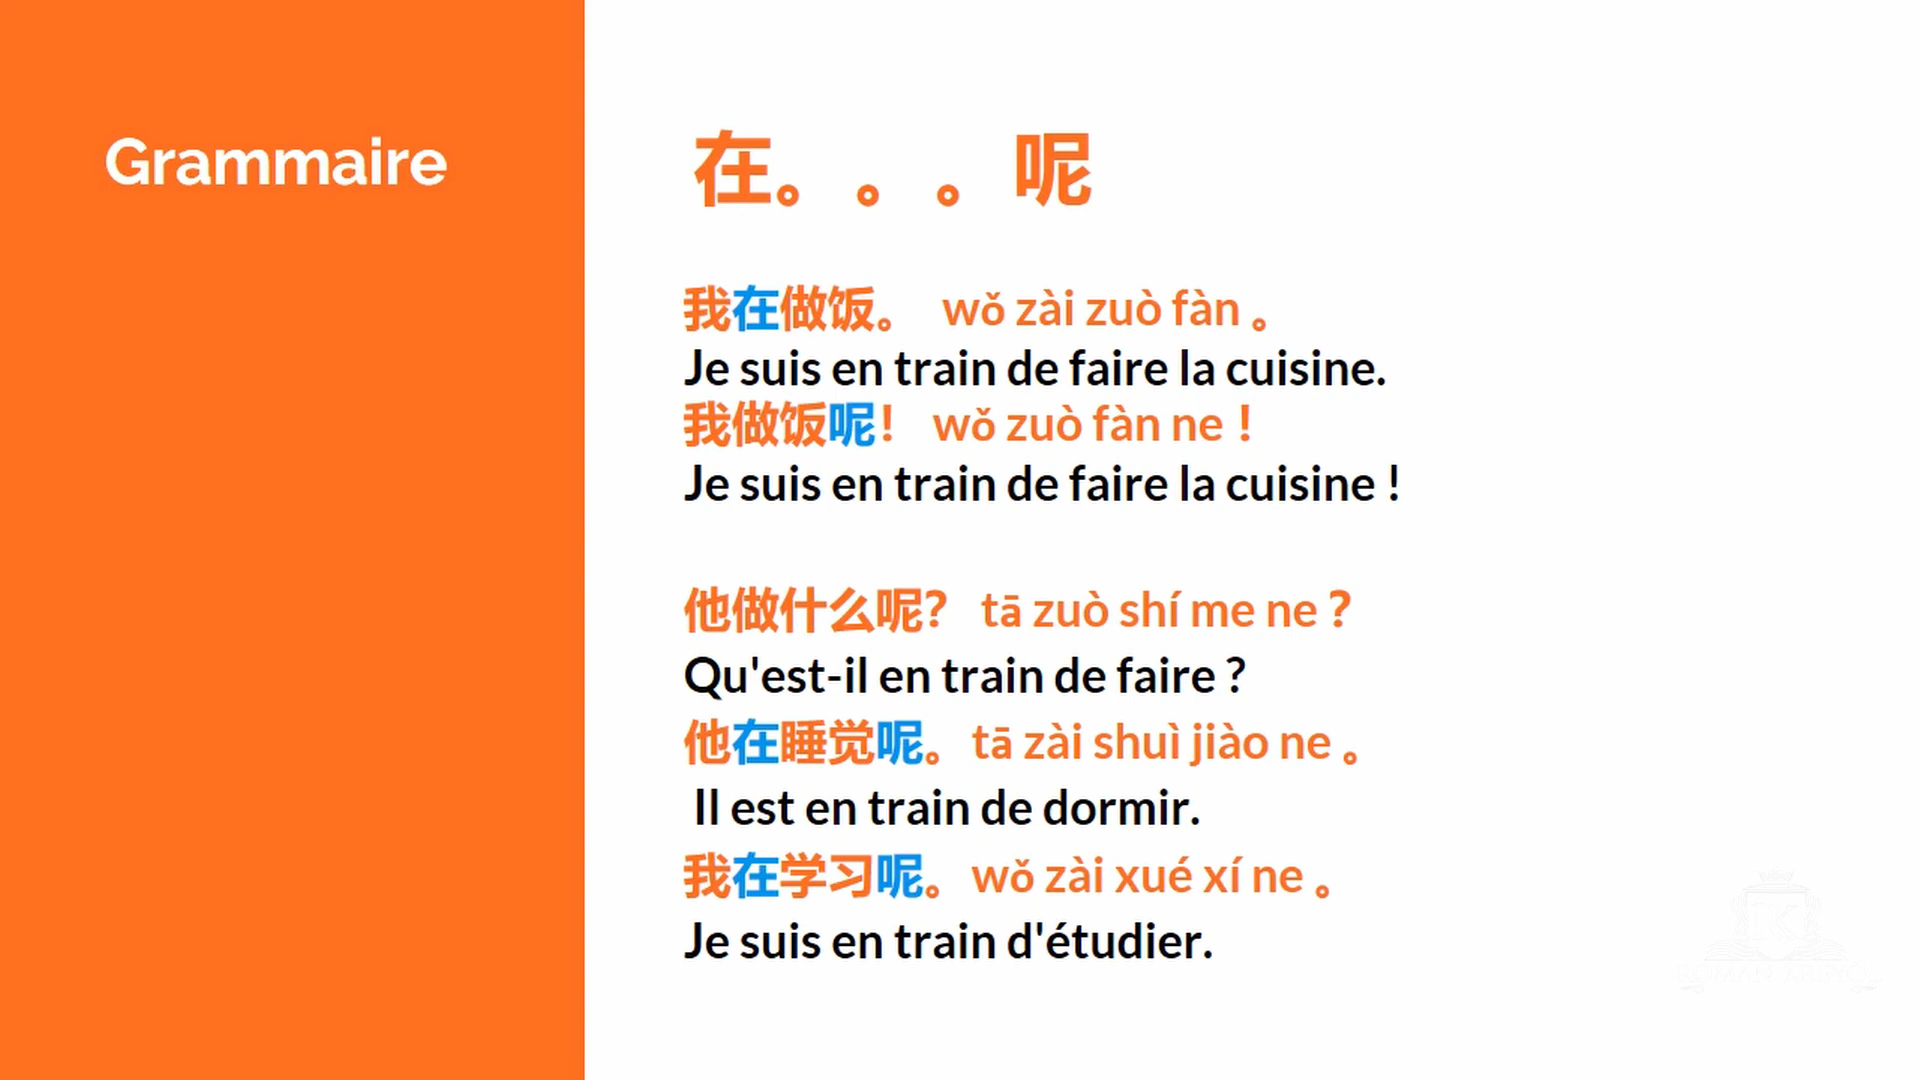 Grammaire
在。。。呢
我在做饭。 wǒ zài zuò fàn 。
Je suis en train de faire la cuisine.
我做饭呢！ wǒ zuò fàn ne！
Je suis en train de faire la cuisine !
他做什么呢？ tā zuò shí me ne？
Qu'est-il en train de faire ?
他在睡觉呢。tā zài shuì jiào ne 。
Il est en train de dormir.
我在学习呢。wǒ zài xué xí ne 。
Je suis en train d'étudier.